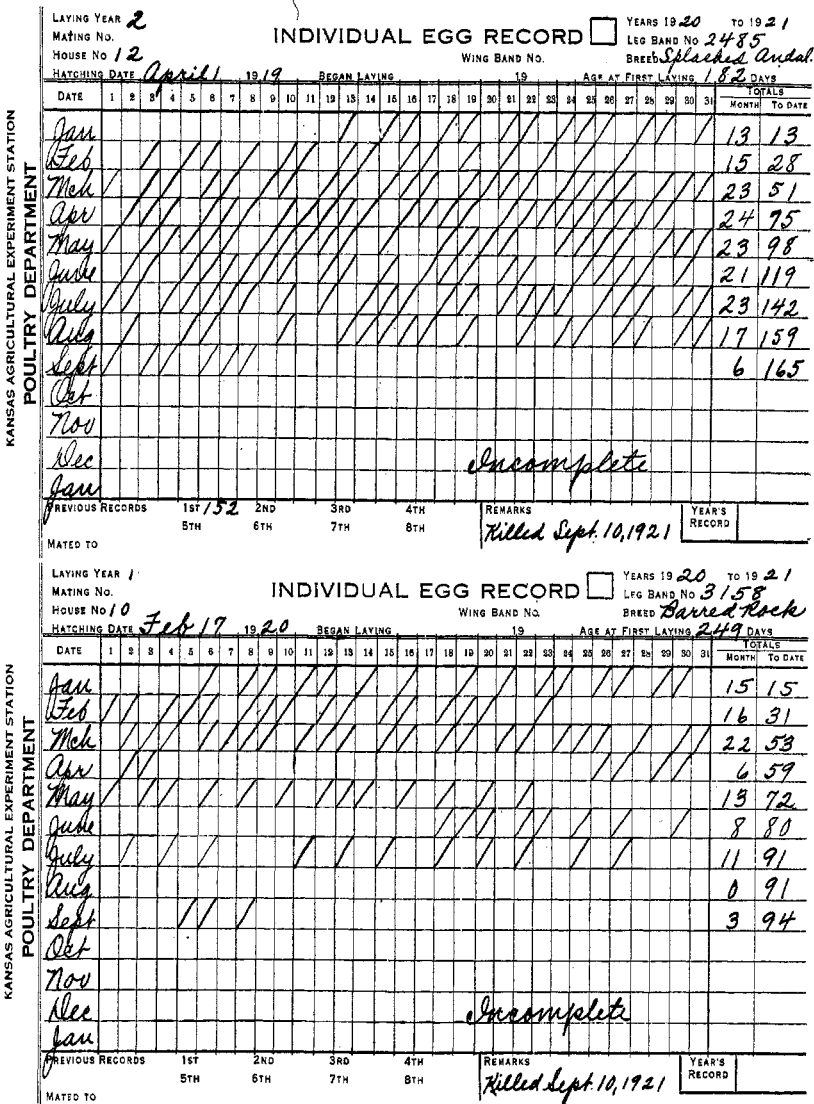 LAYING YEAR 2
MATING NO.
HOUSE NO 12
INDIVIDUAL EGG RECORD
WING BAND NO.
YEARS 1920 TO 1921
LEG BAND NO 2485
BREED Splashed Andal.
HATCHING DATE April 1 1919 BEGAN LAYING 19 AGE AT FIRST LAYING 182 DAYS
KANSAS AGRICULTURAL EXPERIMENT STATION
POULTRY DEPARTMENT
TOTALS
DATE 1 2 3 4 5 6 7 8 9 10 11 12 13 14 15 16 17 18 19 20 21 22 23 24 25 26 27 28 29 30 31 MONTH TO DATE
Jan 13 13
Feb 15 28
Mch 23 51
Apr 24 75
May 23 98
June 21 119
July 23 142
Aug 17 159
Sept 6 165
Oct
Nov
Dec Incomplete
Jan
PREVIOUS RECORDS 1ST 152 2ND 3RD 4TH
5TH 6TH 7TH 8TH
REMARKS
Killed Sept. 10, 1921
YEAR'S
RECORD
MATED TO
LAYING YEAR 1
MATING NO.
HOUSE NO 10
INDIVIDUAL EGG RECORD
WING BAND NO.
YEARS 1920 TO 1921
LEG BAND NO 3158
BREED Barred Rock
HATCHING DATE Feb 17 1920 BEGAN LAYING 19 AGE AT FIRST LAYING 249 DAYS
KANSAS AGRICULTURAL EXPERIMENT STATION
POULTRY DEPARTMENT
TOTALS
DATE 1 2 3 4 5 6 7 8 9 10 11 12 13 14 15 16 17 18 19 20 21 22 23 24 25 26 27 28 29 30 31 MONTH TO DATE
Jan 15 15
Feb 16 31
Mch 22 53
Apr 6 59
May 13 72
June 8 80
July 11 91
Aug 0 91
Sept 3 94
Oct
Nov
Dec Incomplete
Jan
PREVIOUS RECORDS 1ST 2ND 3RD 4TH
5TH 6TH 7TH 8TH
REMARKS
Killed Sept. 10, 1921
YEAR'S
RECORD
MATED TO